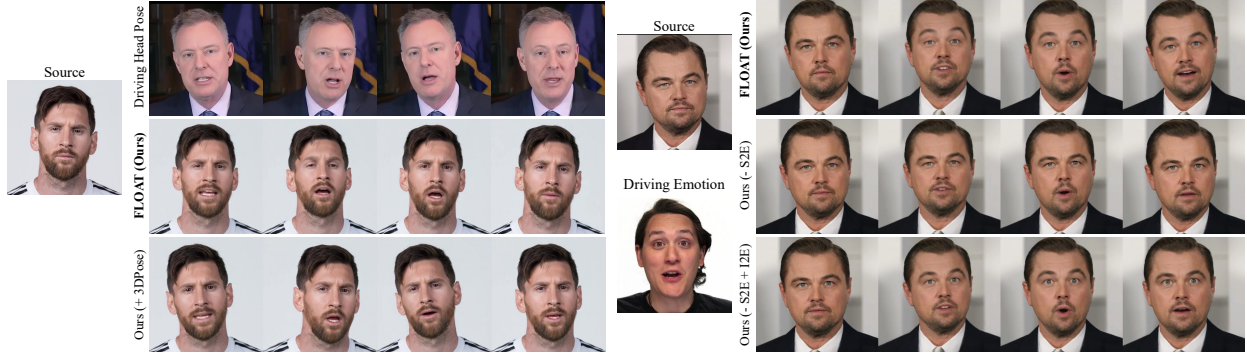 Source
Driving Head Pose
FLOAT (Ours)
Ours (+ 3DPose)
Source
Driving Emotion
FLOAT (Ours)
Ours (- S2E)
Ours (- S2E + I2E)